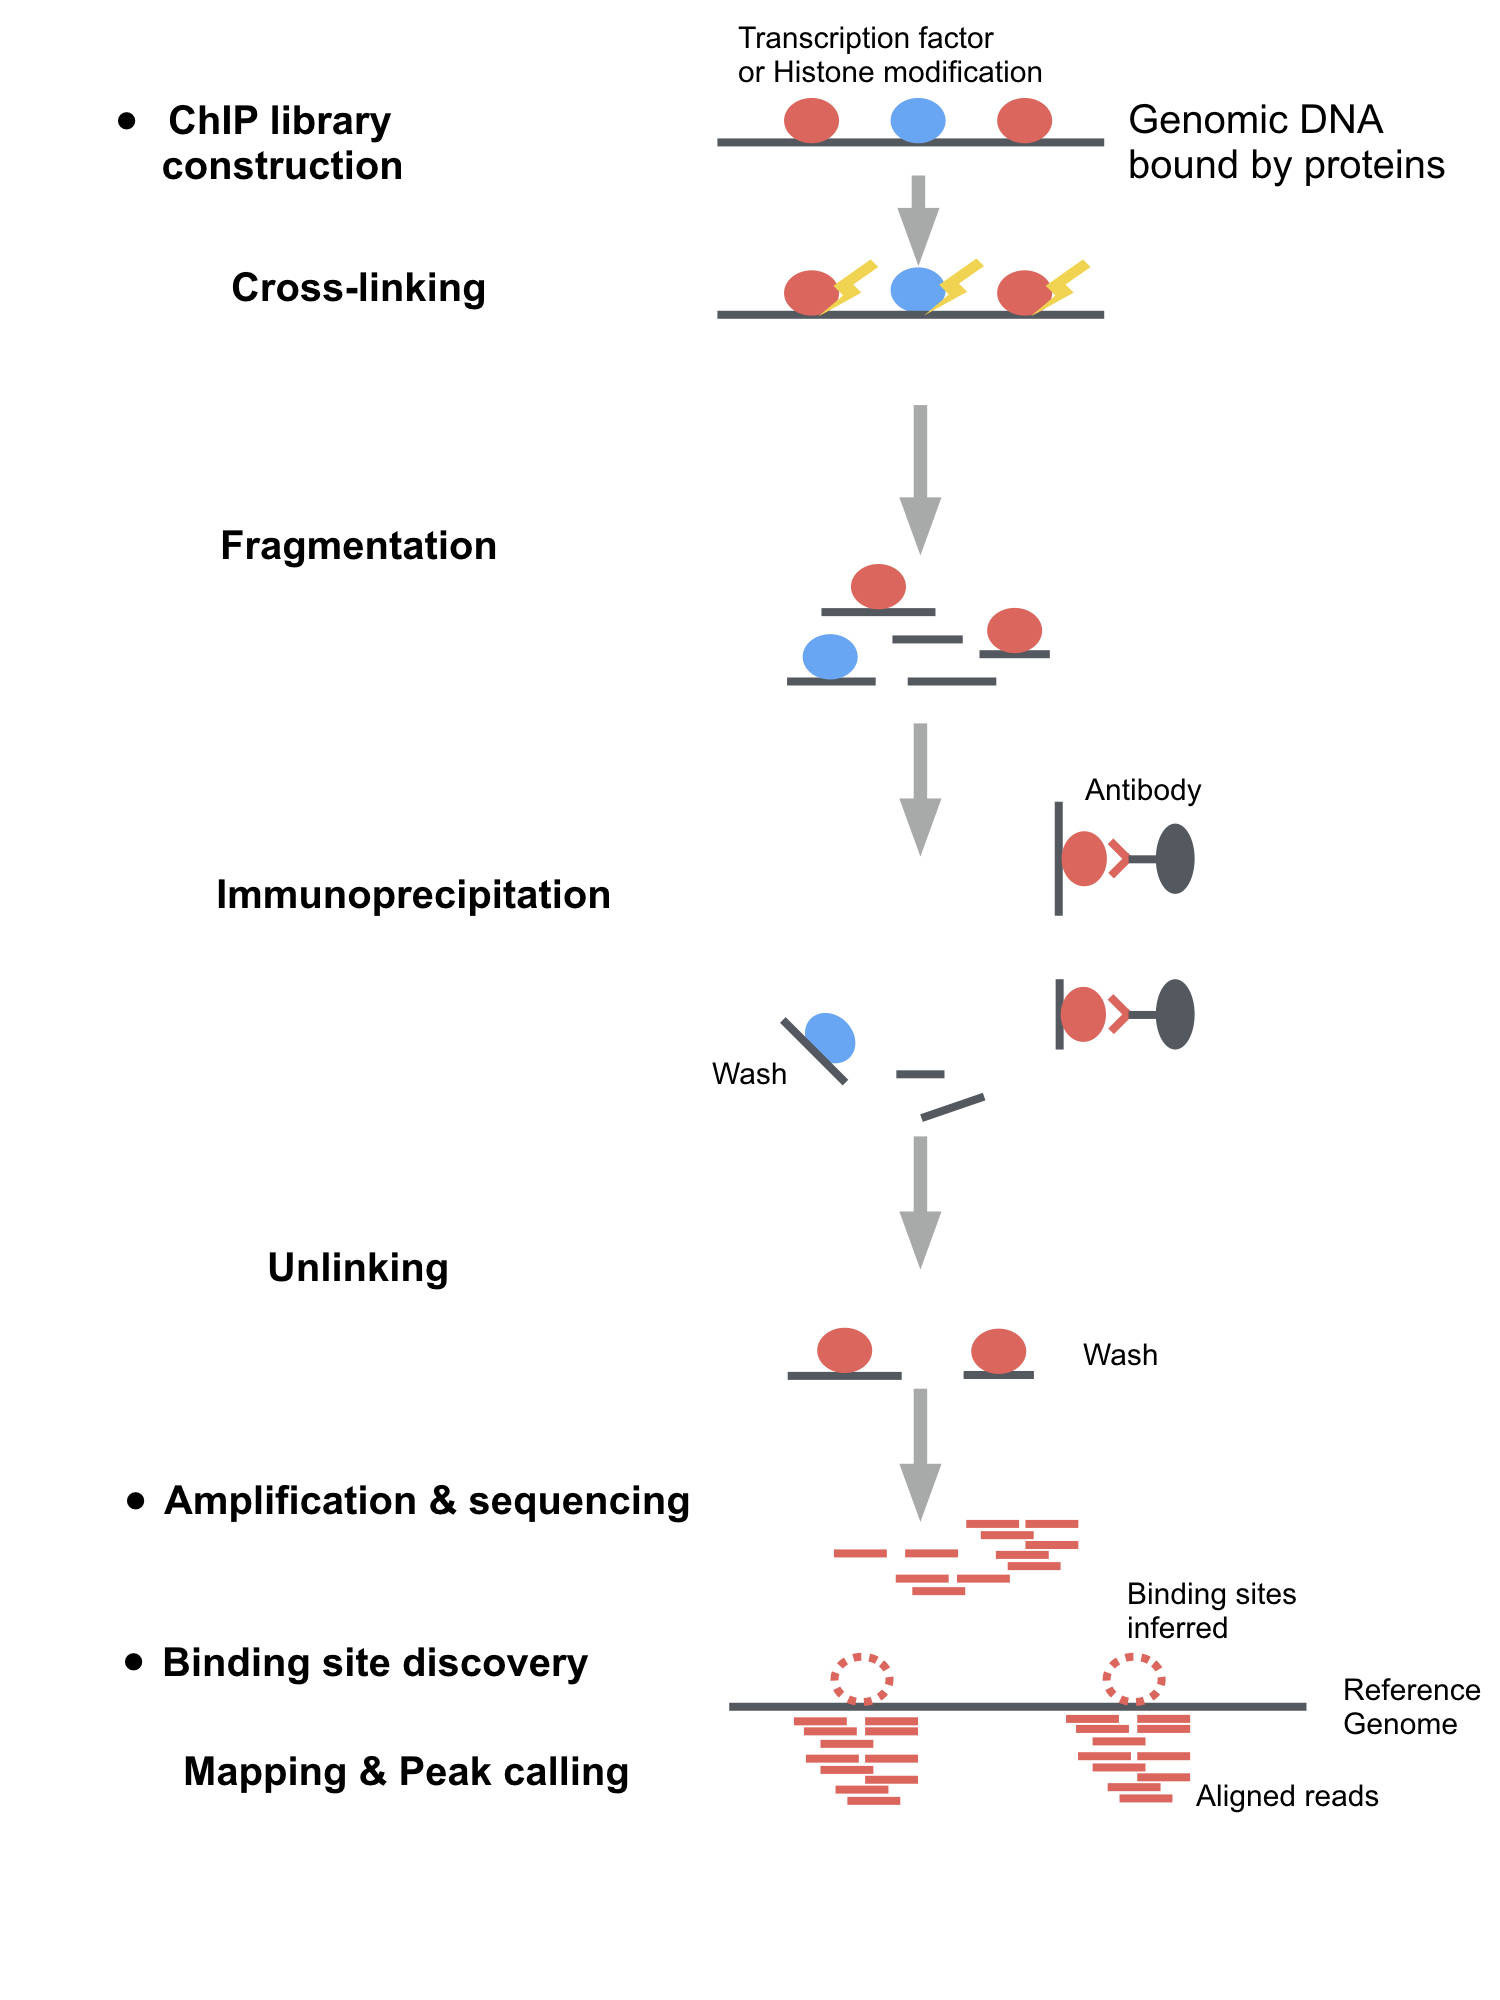 Transcription factor
or Histone modification
• ChIP library
construction
Genomic DNA
bound by proteins
Cross-linking
Fragmentation
Antibody
Immunoprecipitation
Wash
Unlinking
Wash
• Amplification & sequencing
Binding sites
inferred
• Binding site discovery
Reference
Genome
Mapping & Peak calling
Aligned reads